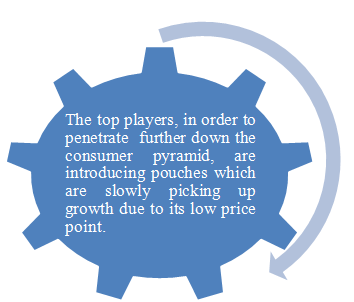 The top players, in order to
penetrate further down the
consumer pyramid, are
introducing pouches which
are slowly picking up
growth due to its low price
point.